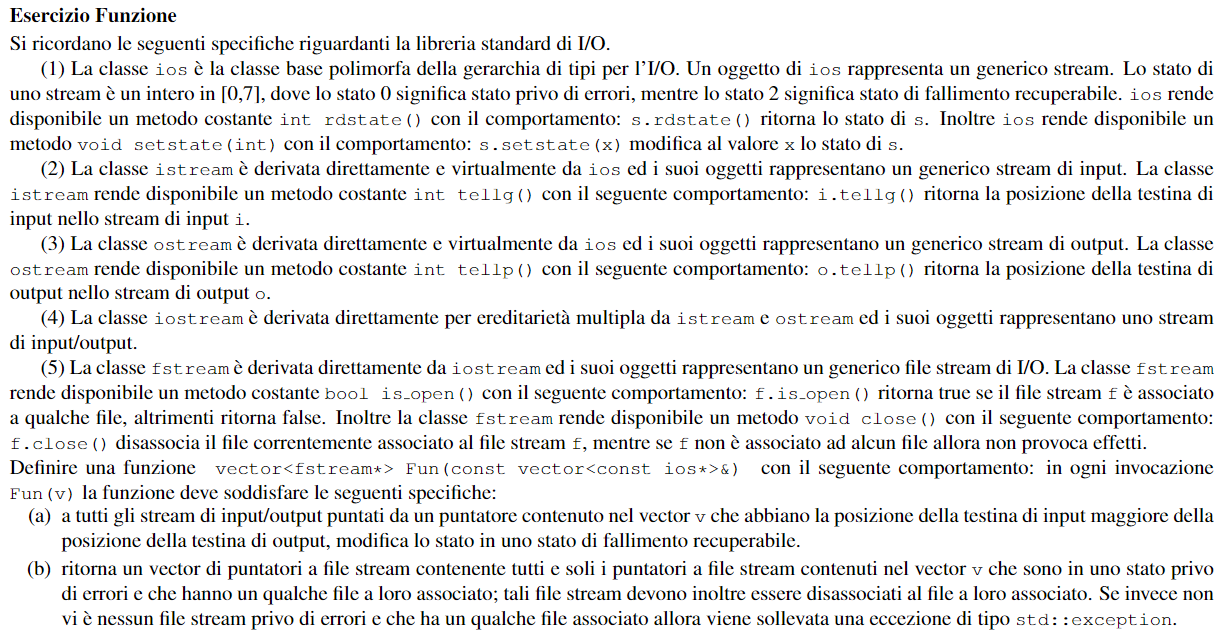 Esercizio Funzione
Si ricordano le seguenti specifiche riguardanti la libreria standard di I/O.
(1) La classe ios è la classe base polimorfa della gerarchia di tipi per l'I/O. Un oggetto di ios rappresenta un generico stream. Lo stato di
uno stream è un intero in [0,7], dove lo stato 0 significa stato privo di errori, mentre lo stato 2 significa stato di fallimento recuperabile. ios rende
disponibile un metodo costante int rdstate() con il comportamento: s.rdstate() ritorna lo stato di s. Inoltre ios rende disponibile un
metodo void setstate(int) con il comportamento: s.setstate(x) modifica al valore x lo stato di s.
(2) La classe istream è derivata direttamente e virtualmente da ios ed i suoi oggetti rappresentano un generico stream di input. La classe
istream rende disponibile un metodo costante int tellg() con il seguente comportamento: i.tellg() ritorna la posizione della testina di
input nello stream di input i.
(3) La classe ostream è derivata direttamente e virtualmente da ios ed i suoi oggetti rappresentano un generico stream di output. La classe
ostream rende disponibile un metodo costante int tellp() con il seguente comportamento: o.tellp() ritorna la posizione della testina di
output nello stream di output o.
(4) La classe iostream è derivata direttamente per ereditarietà multipla da istream e ostream ed i suoi oggetti rappresentano uno stream
di input/output.
(5) La classe fstream è derivata direttamente da iostream ed i suoi oggetti rappresentano un generico file stream di I/O. La classe fstream
rende disponibile un metodo costante bool is_open() con il seguente comportamento: f.is_open() ritorna true se il file stream f è associato
a qualche file, altrimenti ritorna false. Inoltre la classe fstream rende disponibile un metodo void close() con il seguente comportamento:
f.close() disassocia il file correntemente associato al file stream f, mentre se f non è associato ad alcun file allora non provoca effetti.
Definire una funzione vector<fstream*> Fun(const vector<const ios*>&) con il seguente comportamento: in ogni invocazione
Fun(v) la funzione deve soddisfare le seguenti specifiche:
(a) a tutti gli stream di input/output puntati da un puntatore contenuto nel vector v che abbiano la posizione della testina di input maggiore della
posizione della testina di output, modifica lo stato in uno stato di fallimento recuperabile.
(b) ritorna un vector di puntatori a file stream contenente tutti e soli i puntatori a file stream contenuti nel vector v che sono in uno stato privo
di errori e che hanno un qualche file a loro associato; tali file stream devono inoltre essere disassociati al file a loro associato. Se invece non
vi è nessun file stream privo di errori e che ha un qualche file associato allora viene sollevata una eccezione di tipo std::exception.